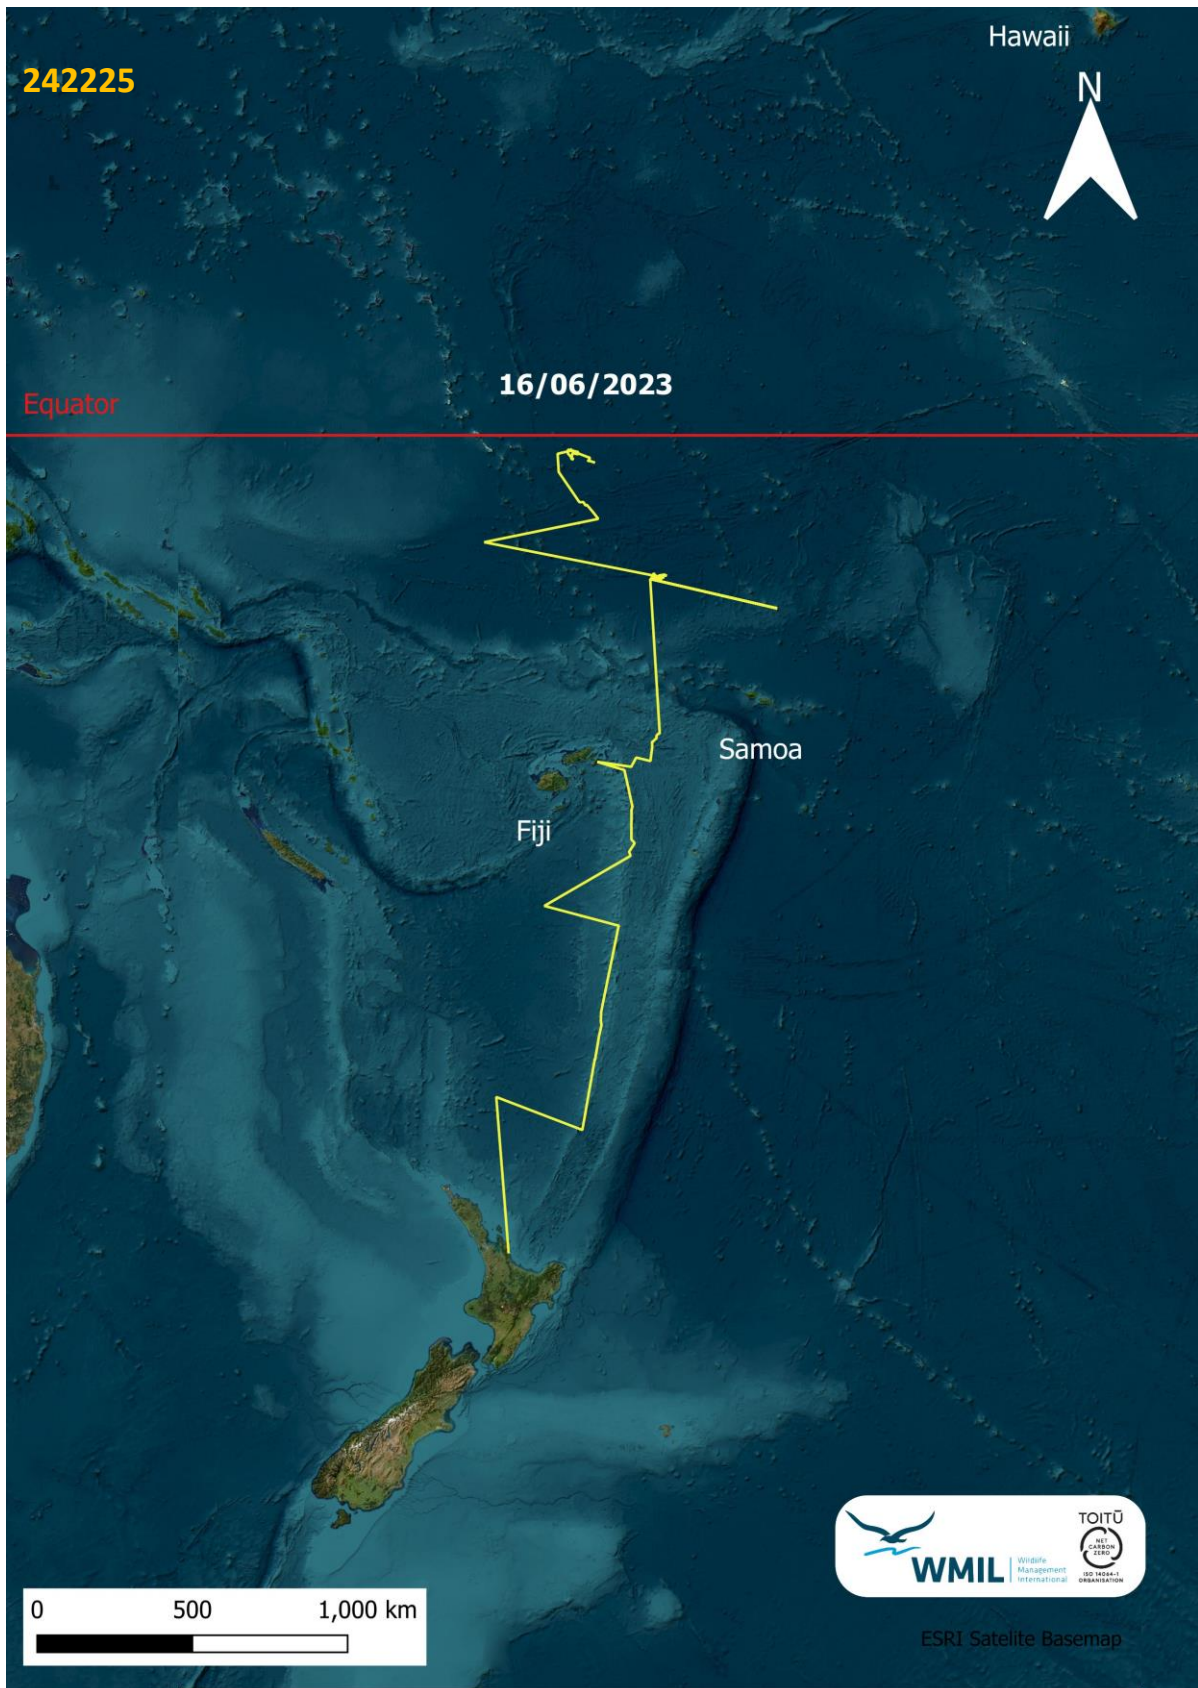 Hawaii
242225
N
16/06/2023
Equator
Samoa
Fiji
TOITŪ
NET
CARBON
ZERO
ISO 14064-1
ORGANISATION
WMIL
Wildlife
Management
International
0 500 1,000 km
ESRI Satelite Basemap